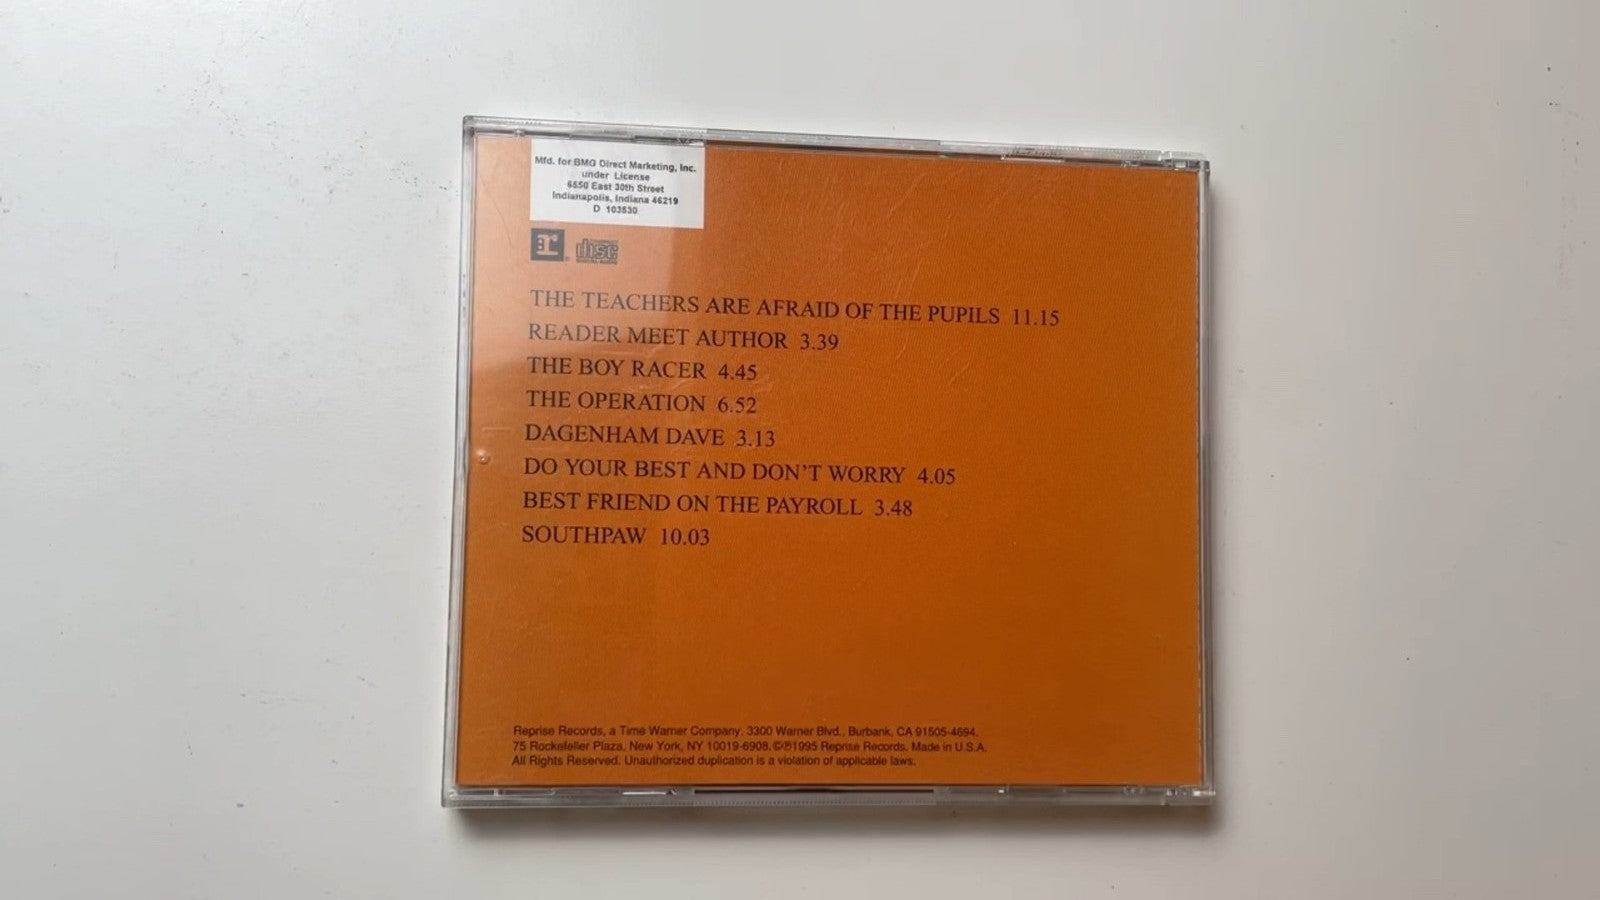 Mfd. for BMG Direct Marketing, Inc.
under License
6550 East 30th Street
Indianapolis, Indiana 46219
D 103530
r
disc
THE TEACHERS ARE AFRAID OF THE PUPILS 11.15
READER MEET AUTHOR 3.39
THE BOY RACER 4.45
THE OPERATION 6.52
DAGENHAM DAVE 3.13
DO YOUR BEST AND DON'T WORRY 4.05
BEST FRIEND ON THE PAYROLL 3.48
SOUTHPAW 10.03
Reprise Records, a Time Warner Company. 3300 Warner Blvd., Burbank, CA 91505-4694.
75 Rockefeller Plaza, New York, NY 10019-6908. ©℗1995 Reprise Records. Made in U.S.A.
All Rights Reserved. Unauthorized duplication is a violation of applicable laws.